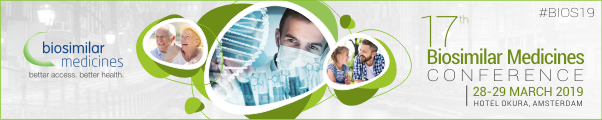 #BIOS19
biosimilar
medicines
better access. better health.
17th
Biosimilar Medicines
CONFERENCE
28-29 MARCH 2019
HOTEL OKURA, AMSTERDAM